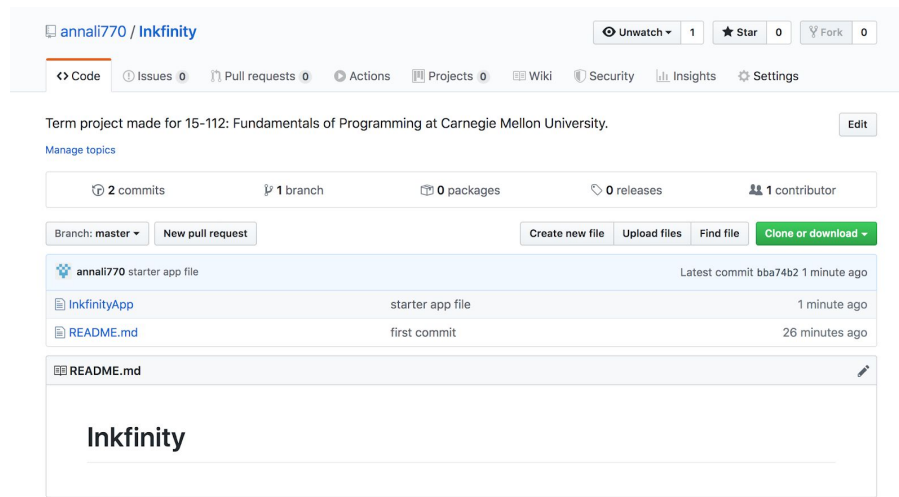 annali770 / Inkfinity
Unwatch 1 Star 0 Fork 0
Code Issues 0 Pull requests 0 Actions Projects 0 Wiki Security Insights Settings
Term project made for 15-112: Fundamentals of Programming at Carnegie Mellon University. Edit
Manage topics
2 commits 1 branch 0 packages 0 releases 1 contributor
Branch: master New pull request Create new file Upload files Find file Clone or download
annali770 starter app file Latest commit bba74b2 1 minute ago
InkfinityApp starter app file 1 minute ago
README.md first commit 26 minutes ago
README.md
Inkfinity